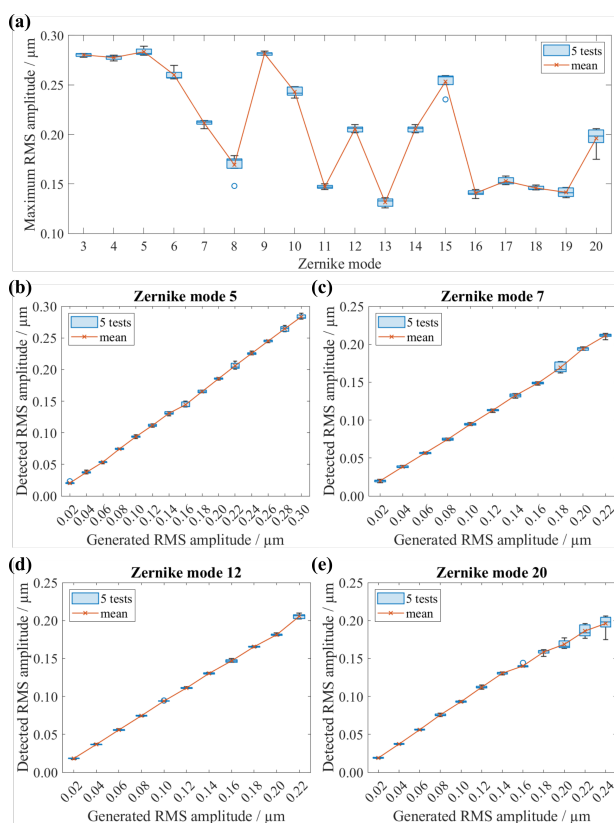 (a)
Maximum RMS amplitude / µm
0.30
0.25
0.20
0.15
0.10
5 tests
mean
3 4 5 6 7 8 9 10 11 12 13 14 15 16 17 18 19 20
Zernike mode
(b)
Zernike mode 5
Detected RMS amplitude / µm
0.30
0.25
0.20
0.15
0.10
0.05
0.00
5 tests
mean
0.02 0.04 0.06 0.08 0.10 0.12 0.14 0.16 0.18 0.20 0.22 0.24 0.26 0.28 0.30
Generated RMS amplitude / µm
(c)
Zernike mode 7
Detected RMS amplitude / µm
0.25
0.20
0.15
0.10
0.05
0.00
5 tests
mean
0.02 0.04 0.06 0.08 0.10 0.12 0.14 0.16 0.18 0.20 0.22
Generated RMS amplitude / µm
(d)
Zernike mode 12
Detected RMS amplitude / µm
0.25
0.20
0.15
0.10
0.05
0.00
5 tests
mean
0.02 0.04 0.06 0.08 0.10 0.12 0.14 0.16 0.18 0.20 0.22
Generated RMS amplitude / µm
(e)
Zernike mode 20
Detected RMS amplitude / µm
0.25
0.20
0.15
0.10
0.05
0.00
5 tests
mean
0.02 0.04 0.06 0.08 0.10 0.12 0.14 0.16 0.18 0.20 0.22 0.24
Generated RMS amplitude / µm